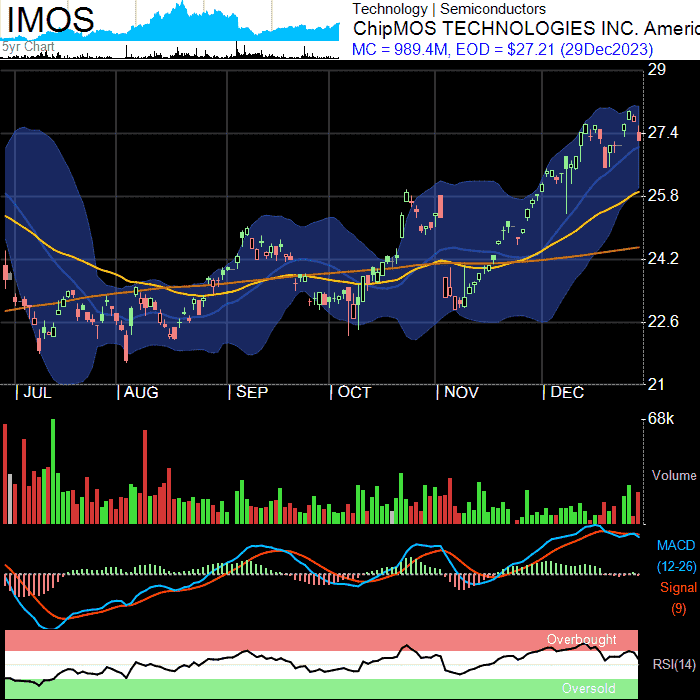 IMOS
5yr Chart
Technology | Semiconductors
ChipMOS TECHNOLOGIES INC. Americ
MC = 989.4M, EOD = $27.21 (29Dec2023)
29
27.4
25.8
24.2
22.6
21
| JUL | AUG | SEP | OCT | NOV | DEC
68k
Volume
MACD
(12-26)
Signal
(9)
Overbought
RSI(14)
Oversold